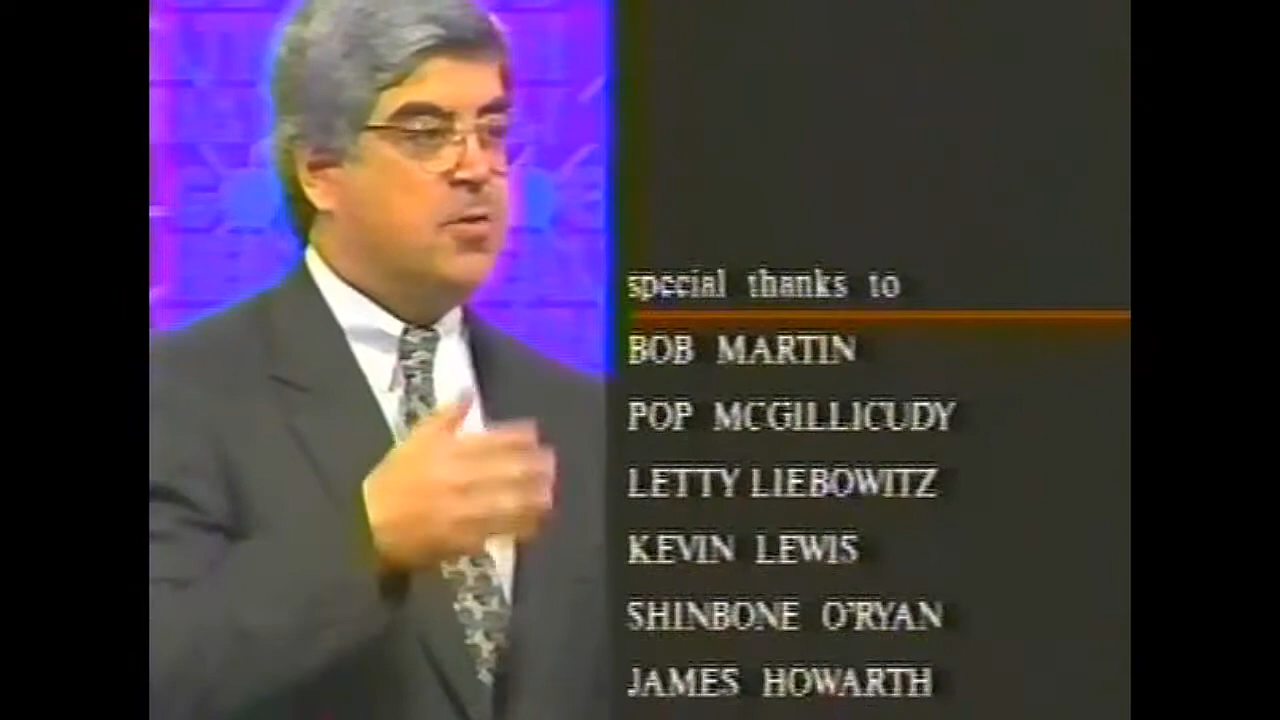 special thanks to
BOB MARTIN
POP MCGILLICUDY
LETTY LIEBOWITZ
KEVIN LEWIS
SHINBONE O'RYAN
JAMES HOWARTH